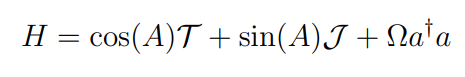 H = cos(A)𝒯 + sin(A)𝒥 + Ωa†a